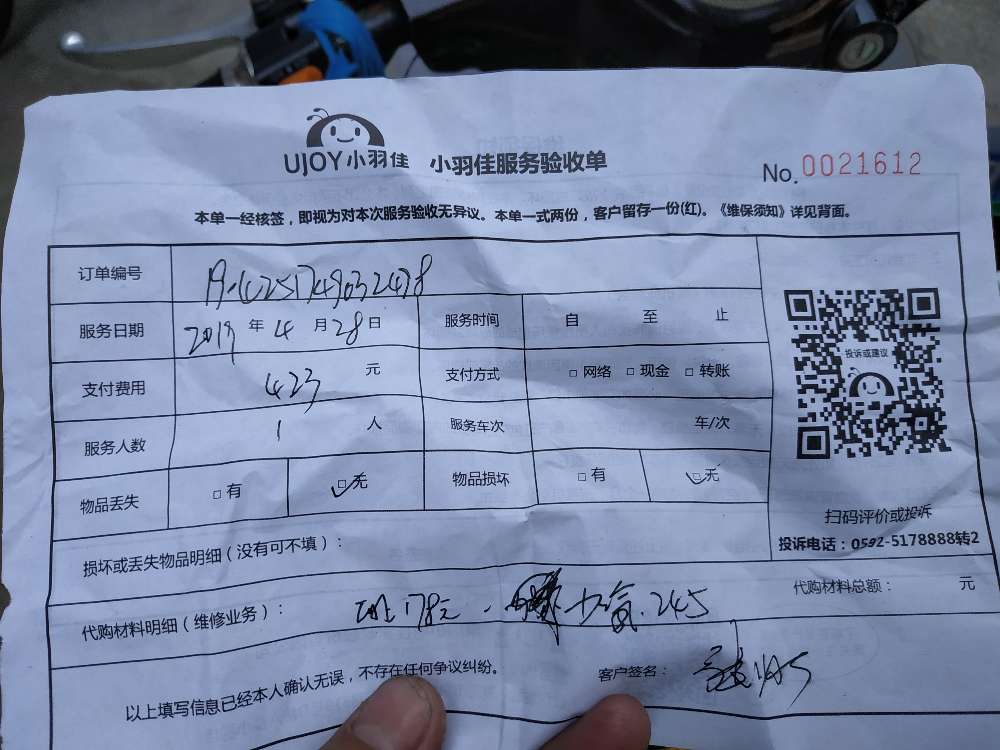 UJOY小羽佳 小羽佳服务验收单
No.0021612
本单一经核签，即视为对本次服务验收无异议。本单一式两份，客户留存一份(红)。《维保须知》详见背面。
订单编号
服务日期 2019 年 4 月 28 日 服务时间 自 至 止
支付费用 423 元 支付方式 □ 网络 □ 现金 □ 转账
服务人数 1 人 服务车次 车/次
物品丢失 □ 有 □ 无 物品损坏 □ 有 □ 无
投诉或建议
扫码评价或投诉
投诉电话：0592-5178888转2
损坏或丢失物品明细（没有可不填）：
代购材料明细（维修业务）： 178元 245
代购材料总额： 元
以上填写信息已经本人确认无误，不存在任何争议纠纷。 客户签名：